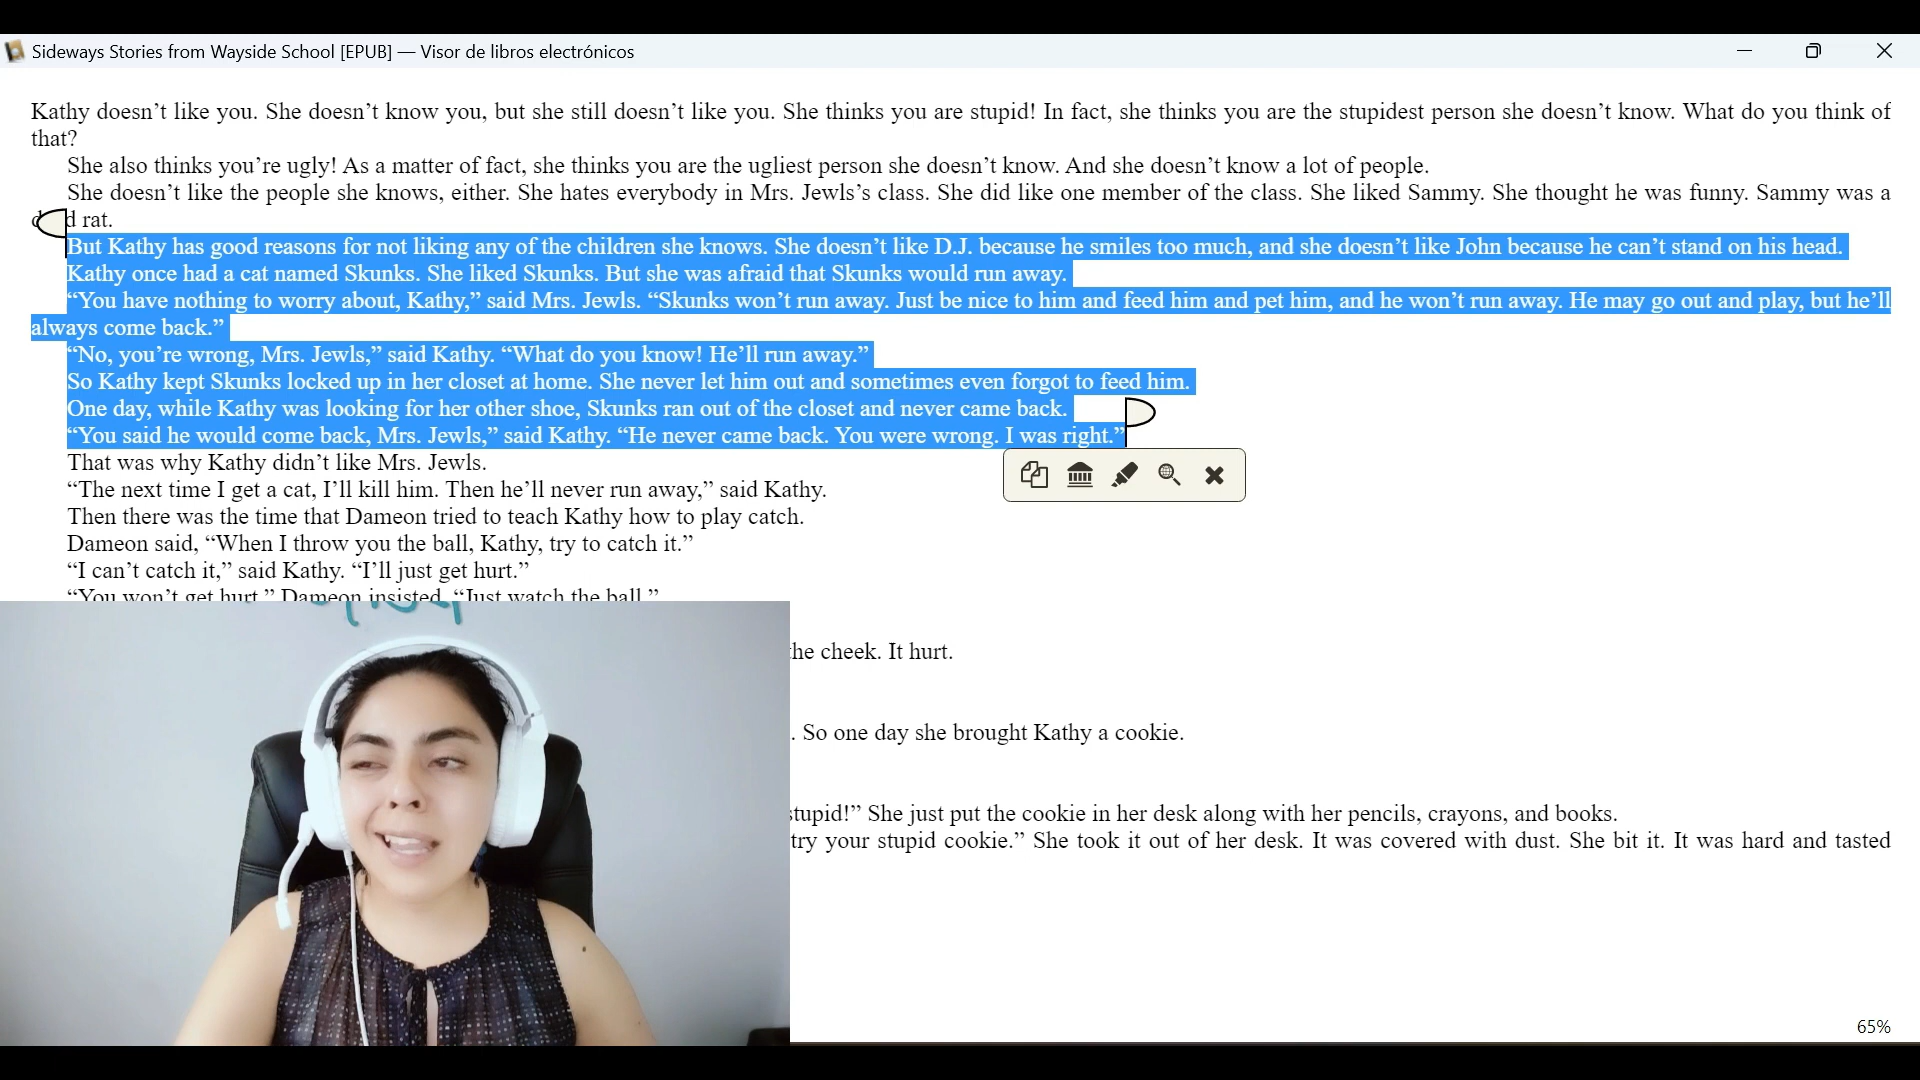 Sideways Stories from Wayside School [EPUB] — Visor de libros electrónicos
Kathy doesn’t like you. She doesn’t know you, but she still doesn’t like you. She thinks you are stupid! In fact, she thinks you are the stupidest person she doesn’t know. What do you think of
that?
She also thinks you’re ugly! As a matter of fact, she thinks you are the ugliest person she doesn’t know. And she doesn’t know a lot of people.
She doesn’t like the people she knows, either. She hates everybody in Mrs. Jewls’s class. She did like one member of the class. She liked Sammy. She thought he was funny. Sammy was a
rat.
But Kathy has good reasons for not liking any of the children she knows. She doesn’t like D.J. because he smiles too much, and she doesn’t like John because he can’t stand on his head.
Kathy once had a cat named Skunks. She liked Skunks. But she was afraid that Skunks would run away.
“You have nothing to worry about, Kathy,” said Mrs. Jewls. “Skunks won’t run away. Just be nice to him and feed him and pet him, and he won’t run away. He may go out and play, but he’ll
always come back.”
“No, you’re wrong, Mrs. Jewls,” said Kathy. “What do you know! He’ll run away.”
So Kathy kept Skunks locked up in her closet at home. She never let him out and sometimes even forgot to feed him.
One day, while Kathy was looking for her other shoe, Skunks ran out of the closet and never came back.
“You said he would come back, Mrs. Jewls,” said Kathy. “He never came back. You were wrong. I was right.”
That was why Kathy didn’t like Mrs. Jewls.
“The next time I get a cat, I’ll kill him. Then he’ll never run away,” said Kathy.
Then there was the time that Dameon tried to teach Kathy how to play catch.
Dameon said, “When I throw you the ball, Kathy, try to catch it.”
“I can’t catch it,” said Kathy. “I’ll just get hurt.”
“You won’t get hurt,” Dameon insisted. “Just watch the ball.”
the cheek. It hurt.
. So one day she brought Kathy a cookie.
stupid!” She just put the cookie in her desk along with her pencils, crayons, and books.
try your stupid cookie.” She took it out of her desk. It was covered with dust. She bit it. It was hard and tasted
65%